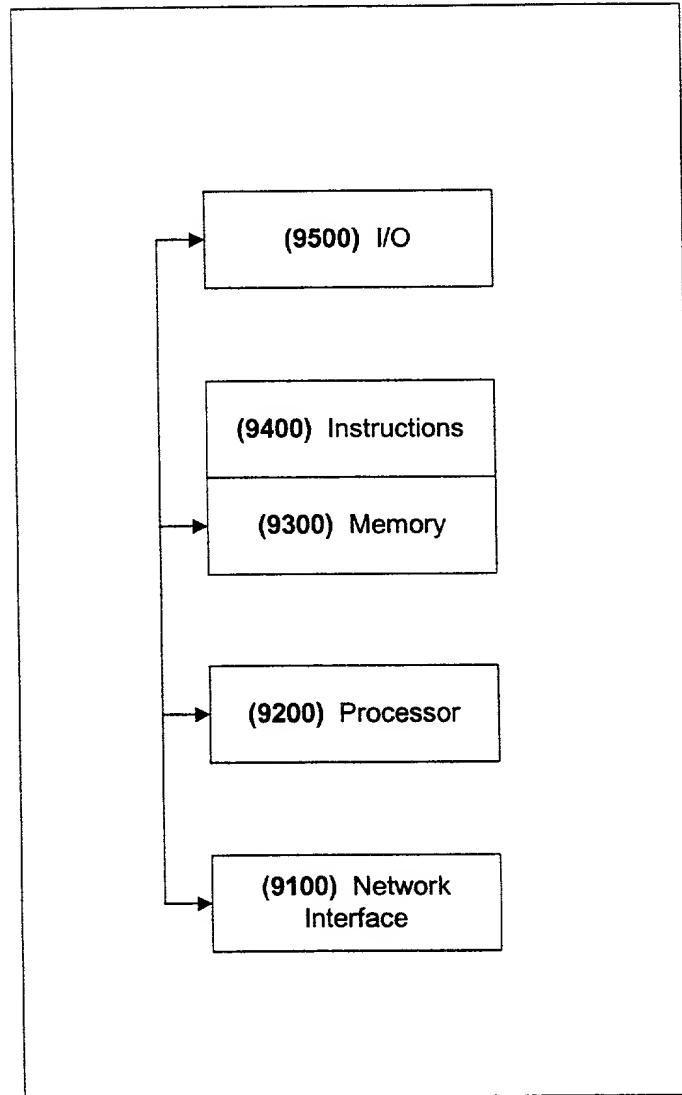 (9500) I/O
(9400) Instructions
(9300) Memory
(9200) Processor
(9100) Network
Interface